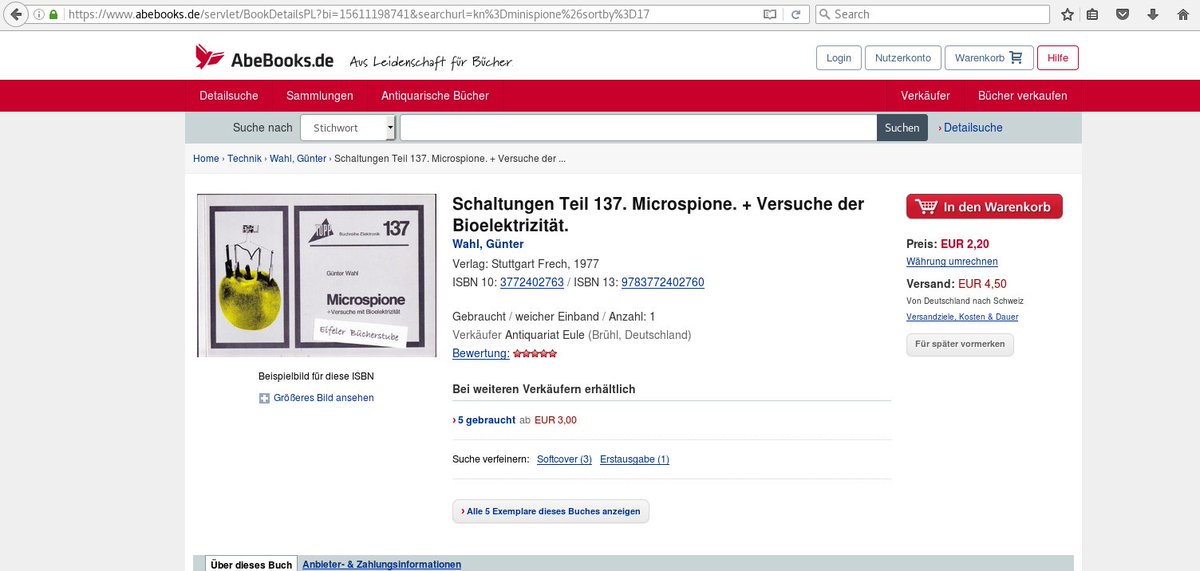 https://www.abebooks.de/servlet/BookDetailsPL?bi=15611198741&searchurl=kn%3Dminispione%26sortby%3D17
Search
AbeBooks.de
Aus Leidenschaft für Bücher.
Login
Nutzerkonto
Warenkorb
Hilfe
Detailsuche
Sammlungen
Antiquarische Bücher
Verkäufer
Bücher verkaufen
Suche nach
Stichwort
Suchen
› Detailsuche
Home › Technik › Wahl, Günter › Schaltungen Teil 137. Microspione. + Versuche der ...
TOPP
Buchreihe Elektronik
137
Günter Wahl
Microspione
+Versuche mit Bioelektrizität
Eifeler Bücherstube
Beispielbild für diese ISBN
Größeres Bild ansehen
Schaltungen Teil 137. Microspione. + Versuche der
Bioelektrizität.
Wahl, Günter
Verlag: Stuttgart Frech, 1977
ISBN 10: 3772402763 / ISBN 13: 9783772402760
Gebraucht / weicher Einband / Anzahl: 1
Verkäufer Antiquariat Eule (Brühl, Deutschland)
Bewertung:
Bei weiteren Verkäufern erhältlich
› 5 gebraucht ab EUR 3,00
Suche verfeinern: Softcover (3) Erstausgabe (1)
› Alle 5 Exemplare dieses Buches anzeigen
In den Warenkorb
Preis: EUR 2,20
Währung umrechnen
Versand: EUR 4,50
Von Deutschland nach Schweiz
Versandziele, Kosten & Dauer
Für später vormerken
Über dieses Buch
Anbieter- & Zahlungsinformationen